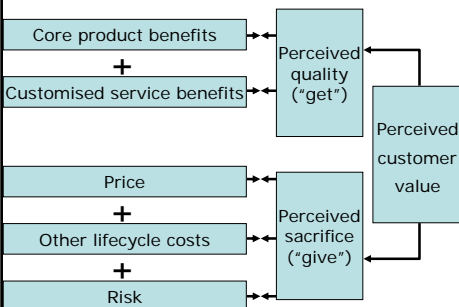 Core product benefits
+
Customised service benefits
Perceived
quality
("get")
Perceived
customer
value
Price
+
Other lifecycle costs
+
Risk
Perceived
sacrifice
("give")